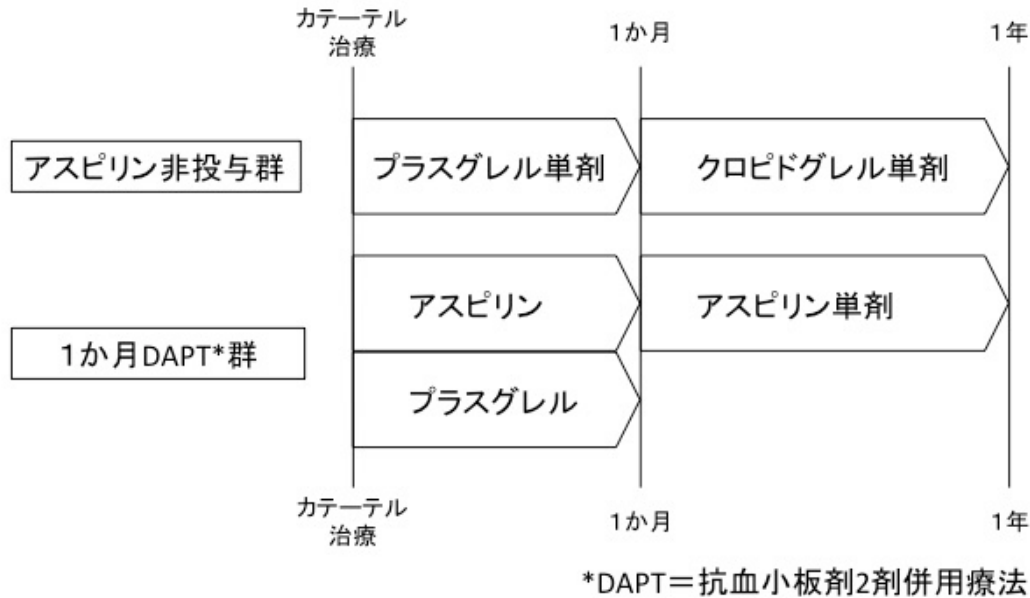 カテーテル
治療
1か月
1年
アスピリン非投与群
プラスグレル単剤
クロピドグレル単剤
1か月DAPT*群
アスピリン
アスピリン単剤
プラスグレル
カテーテル
治療
1か月
1年
*DAPT＝抗血小板剤2剤併用療法